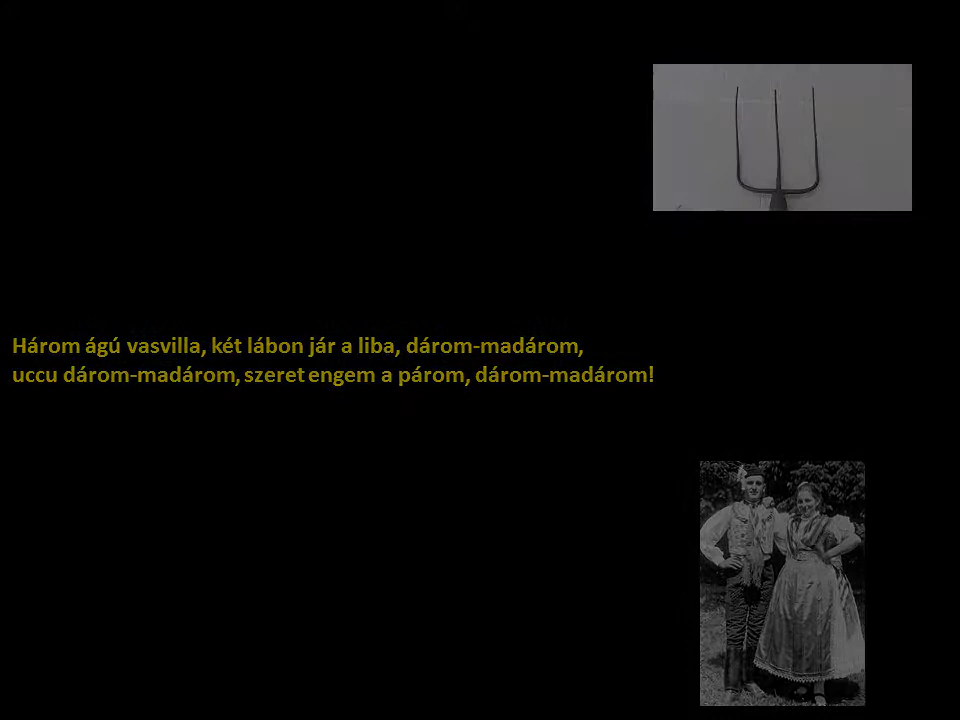 Három ágú vasvilla, két lábon jár a liba, dárom-madárom,
uccu dárom-madárom, szeret engem a párom, dárom-madárom!